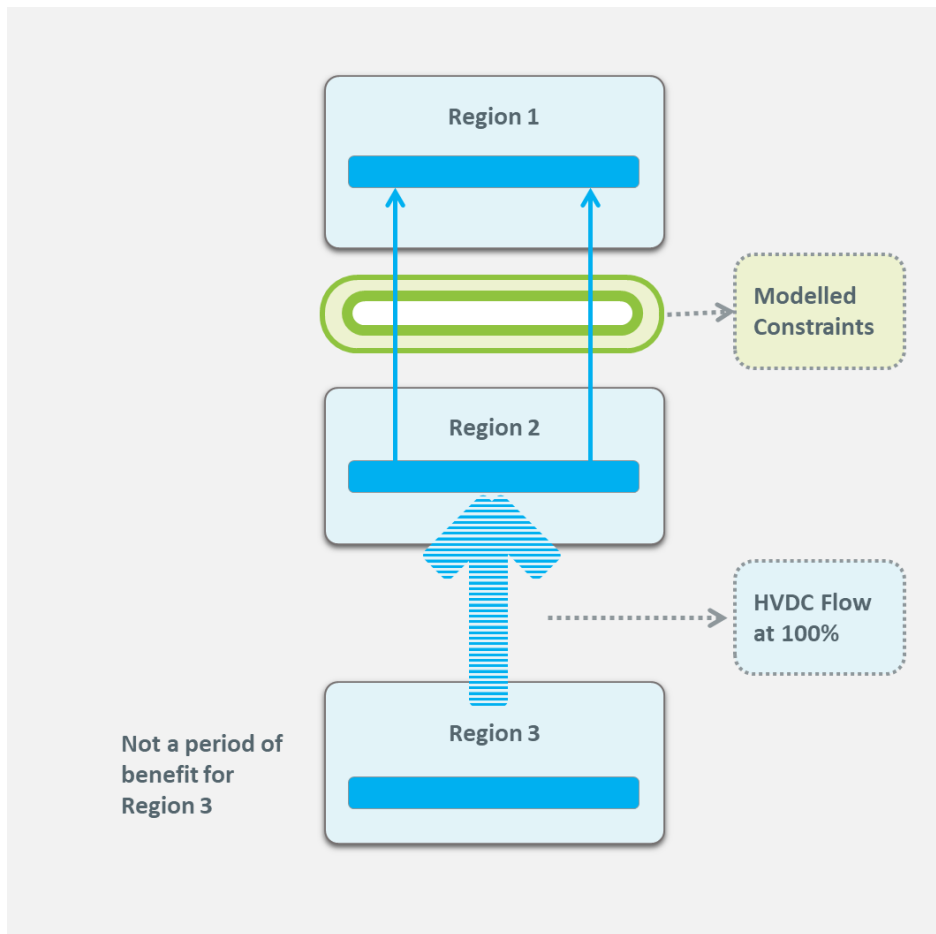 Region 1
Modelled
Constraints
Region 2
HVDC Flow
at 100%
Region 3
Not a period of
benefit for
Region 3